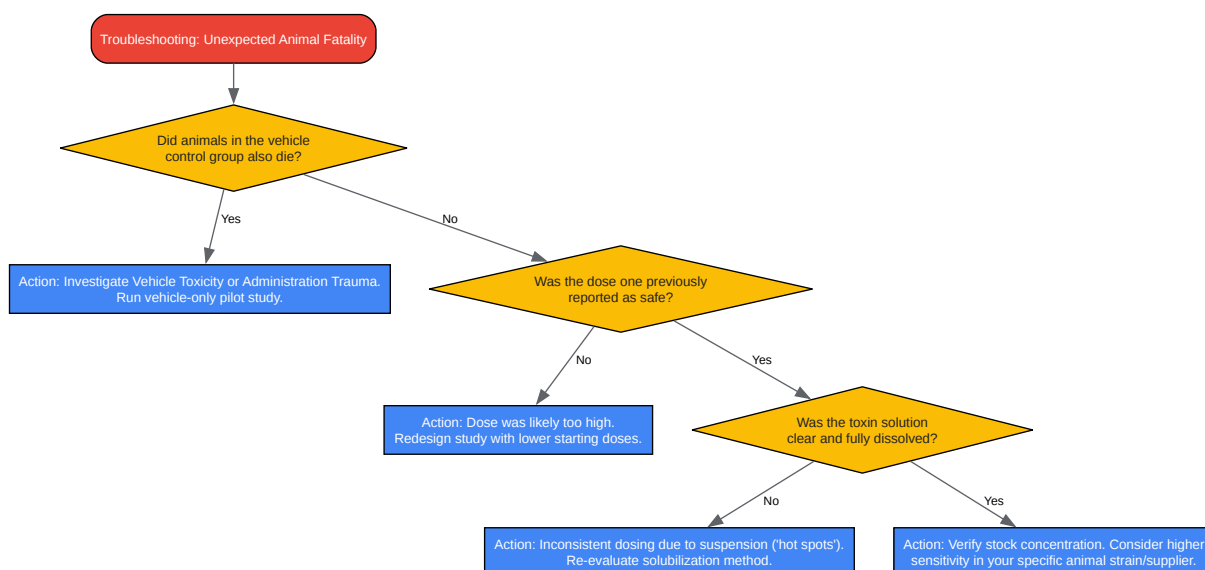 Troubleshooting: Unexpected Animal Fatality
Did animals in the vehicle
control group also die?
Yes
No
Action: Investigate Vehicle Toxicity or Administration Trauma.
Run vehicle-only pilot study.
Was the dose one previously
reported as safe?
No
Yes
Action: Dose was likely too high.
Redesign study with lower starting doses.
Was the toxin solution
clear and fully dissolved?
No
Yes
Action: Inconsistent dosing due to suspension ('hot spots').
Re-evaluate solubilization method.
Action: Verify stock concentration. Consider higher
sensitivity in your specific animal strain/supplier.